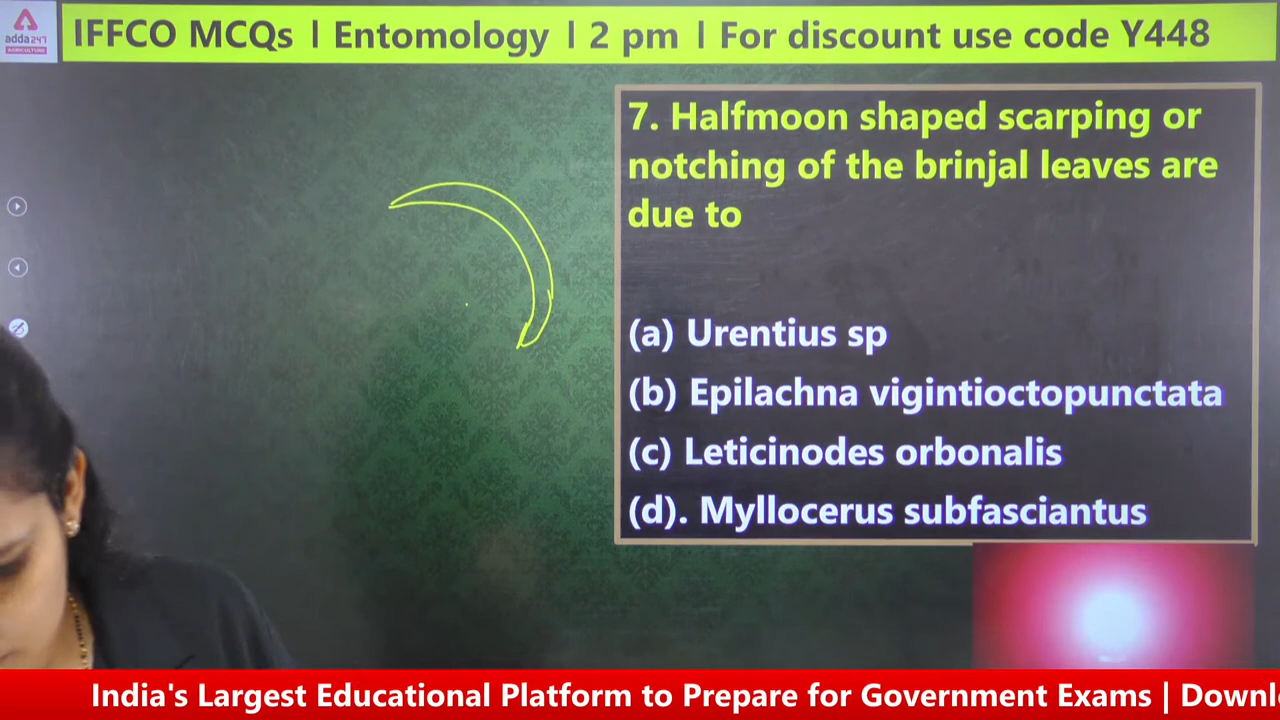 IFFCO MCQs I Entomology I 2 pm I For discount use code Y448
adda247
AGRICULTURE
7. Halfmoon shaped scarping or
notching of the brinjal leaves are
due to
(a) Urentius sp
(b) Epilachna vigintioctopunctata
(c) Leticinodes orbonalis
(d). Myllocerus subfasciantus
India's Largest Educational Platform to Prepare for Government Exams | Downl